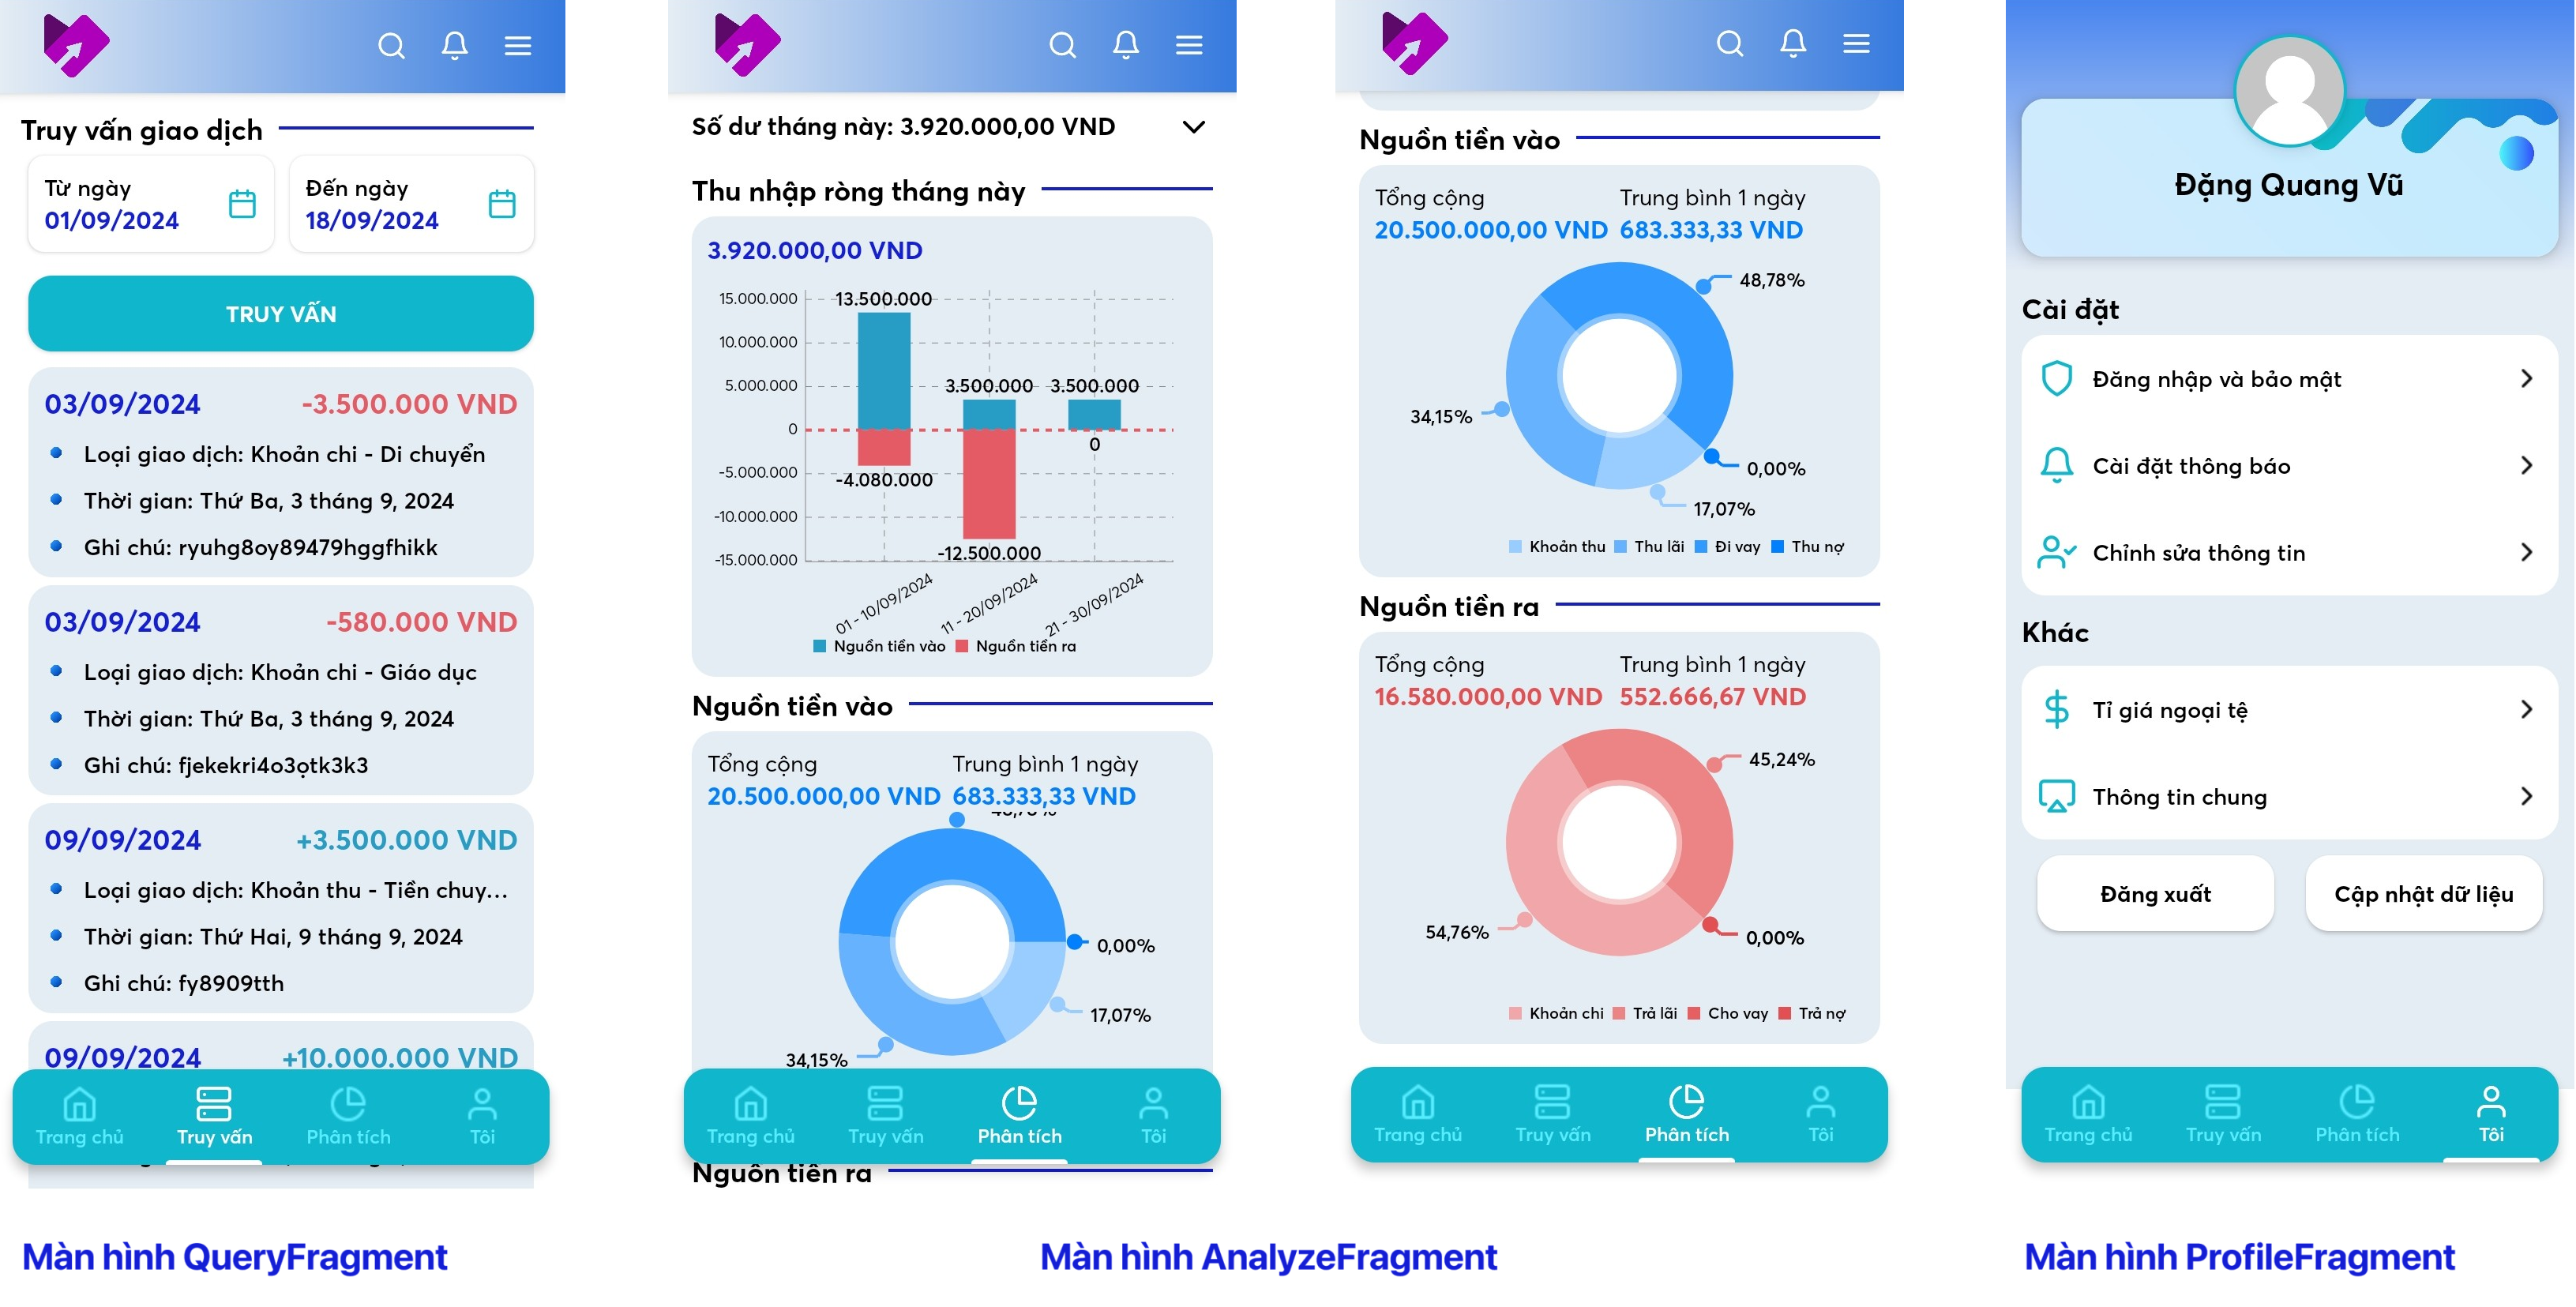 Truy vấn giao dịch
Từ ngày
01/09/2024
Đến ngày
18/09/2024
TRUY VẤN
03/09/2024 -3.500.000 VND
Loại giao dịch: Khoản chi - Di chuyển
Thời gian: Thứ Ba, 3 tháng 9, 2024
Ghi chú: ryuhg8oy89479hggfhikk
03/09/2024 -580.000 VND
Loại giao dịch: Khoản chi - Giáo dục
Thời gian: Thứ Ba, 3 tháng 9, 2024
Ghi chú: fjekekri4o3ọtk3k3
09/09/2024 +3.500.000 VND
Loại giao dịch: Khoản thu - Tiền chuy...
Thời gian: Thứ Hai, 9 tháng 9, 2024
Ghi chú: fy8909tth
09/09/2024 +10.000.000 VND
Trang chủ Truy vấn Phân tích Tôi
Màn hình QueryFragment
Số dư tháng này: 3.920.000,00 VND
Thu nhập ròng tháng này
3.920.000,00 VND
15.000.000
10.000.000
5.000.000
0
-5.000.000
-10.000.000
-15.000.000
13.500.000
3.500.000
3.500.000
0
-4.080.000
-12.500.000
01 - 10/09/2024
11 - 20/09/2024
21 - 30/09/2024
Nguồn tiền vào Nguồn tiền ra
Nguồn tiền vào
Tổng cộng Trung bình 1 ngày
20.500.000,00 VND 683.333,33 VND
0,00%
17,07%
34,15%
Trang chủ Truy vấn Phân tích Tôi
Nguồn tiền ra
Nguồn tiền vào
Tổng cộng Trung bình 1 ngày
20.500.000,00 VND 683.333,33 VND
48,78%
34,15%
0,00%
17,07%
Khoản thu Thu lãi Đi vay Thu nợ
Nguồn tiền ra
Tổng cộng Trung bình 1 ngày
16.580.000,00 VND 552.666,67 VND
45,24%
54,76%
0,00%
Khoản chi Trả lãi Cho vay Trả nợ
Trang chủ Truy vấn Phân tích Tôi
Màn hình AnalyzeFragment
Đặng Quang Vũ
Cài đặt
Đăng nhập và bảo mật
Cài đặt thông báo
Chỉnh sửa thông tin
Khác
Tỉ giá ngoại tệ
Thông tin chung
Đăng xuất Cập nhật dữ liệu
Trang chủ Truy vấn Phân tích Tôi
Màn hình ProfileFragment